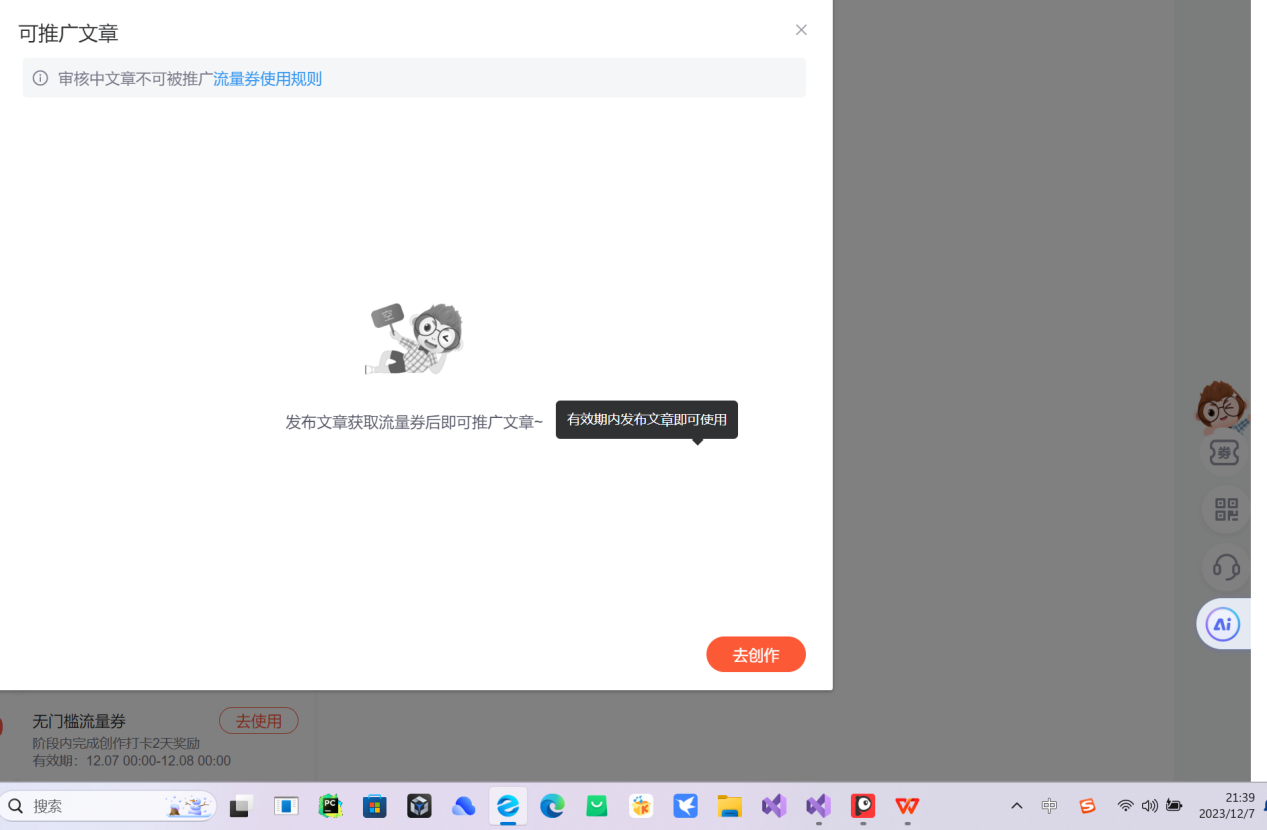 可推广文章
审核中文章不可被推广流量券使用规则
空
发布文章获取流量券后即可推广文章~
有效期内发布文章即可使用
券
Ai
去创作
无门槛流量券
去使用
阶段内完成创作打卡2天奖励
有效期：12.07 00:00-12.08 00:00
搜索
PC
中
21:39
2023/12/7